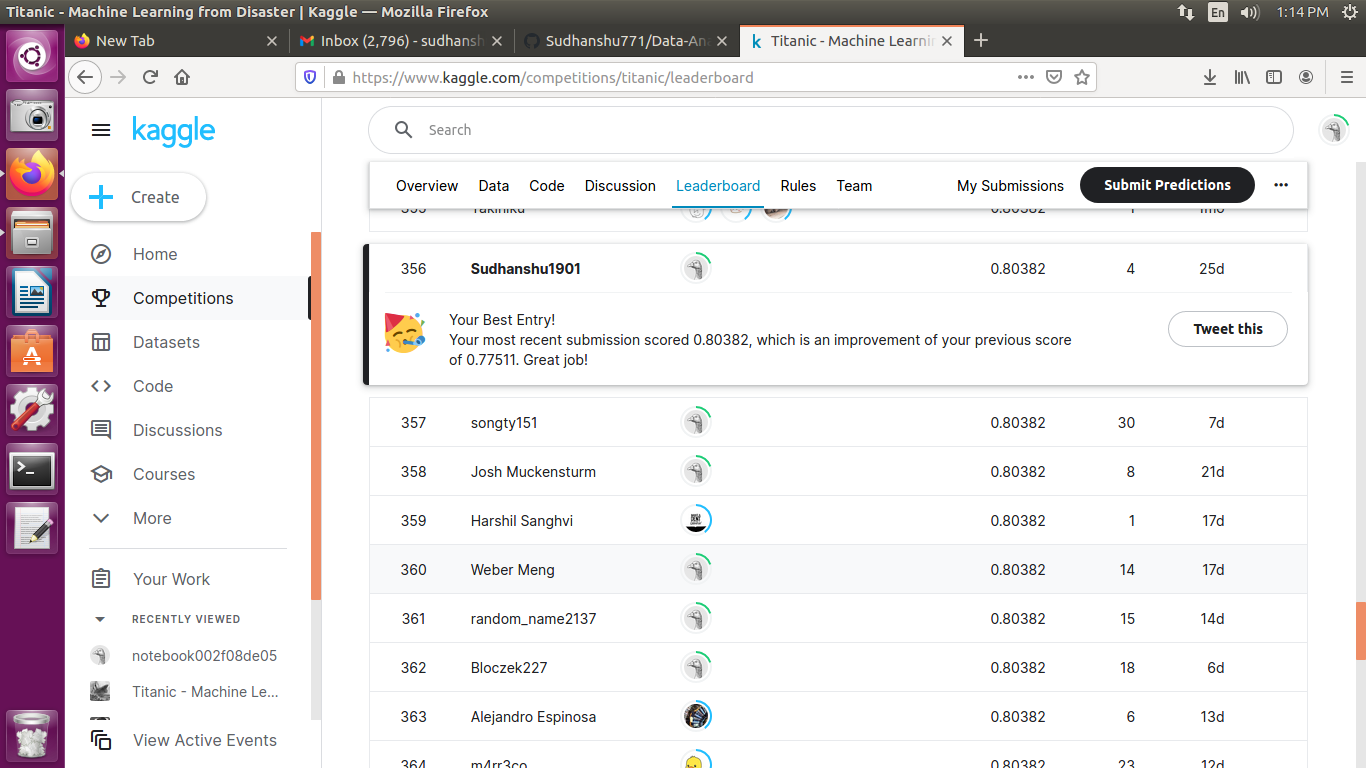 Titanic - Machine Learning from Disaster | Kaggle — Mozilla Firefox
En
1:14 PM
New Tab
Inbox (2,796) - sudhansh
Sudhanshu771/Data-Ana
k Titanic - Machine Learnin
https://www.kaggle.com/competitions/titanic/leaderboard
kaggle
Search
Create
Home
Competitions
Datasets
Code
Discussions
Courses
More
Your Work
RECENTLY VIEWED
notebook002f08de05
Titanic - Machine Le...
View Active Events
Overview Data Code Discussion Leaderboard Rules Team My Submissions Submit Predictions
355 Yakiniku 0.80382 1 1mo
356 Sudhanshu1901 0.80382 4 25d
Your Best Entry!
Your most recent submission scored 0.80382, which is an improvement of your previous score
of 0.77511. Great job!
Tweet this
357 songty151 0.80382 30 7d
358 Josh Muckensturm 0.80382 8 21d
359 Harshil Sanghvi 0.80382 1 17d
360 Weber Meng 0.80382 14 17d
361 random_name2137 0.80382 15 14d
362 Bloczek227 0.80382 18 6d
363 Alejandro Espinosa 0.80382 6 13d
364 m4rr3co 0.80382 23 12d